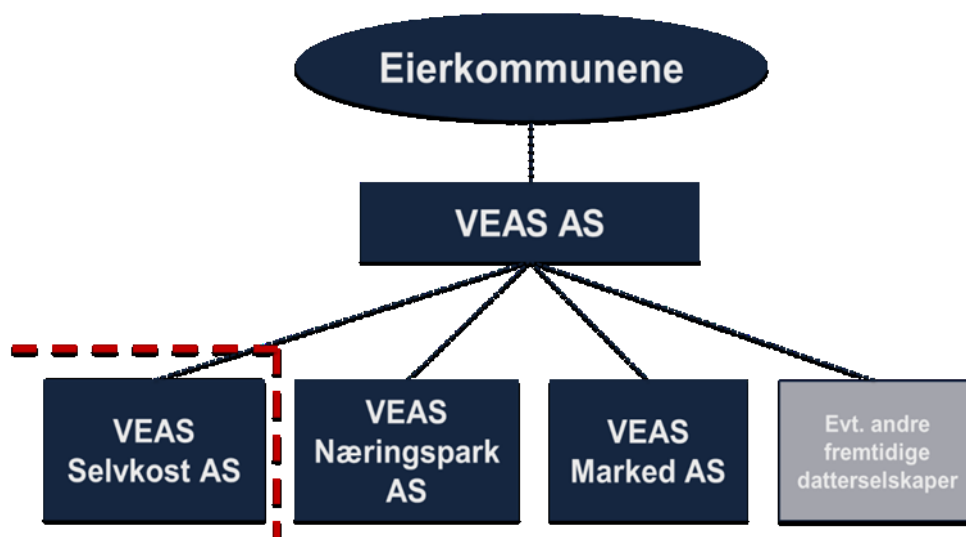 Eierkommunene
VEAS AS
VEAS
Selvkost AS
VEAS
Næringspark
AS
VEAS
Marked AS
Evt. andre
fremtidige
datterselskaper